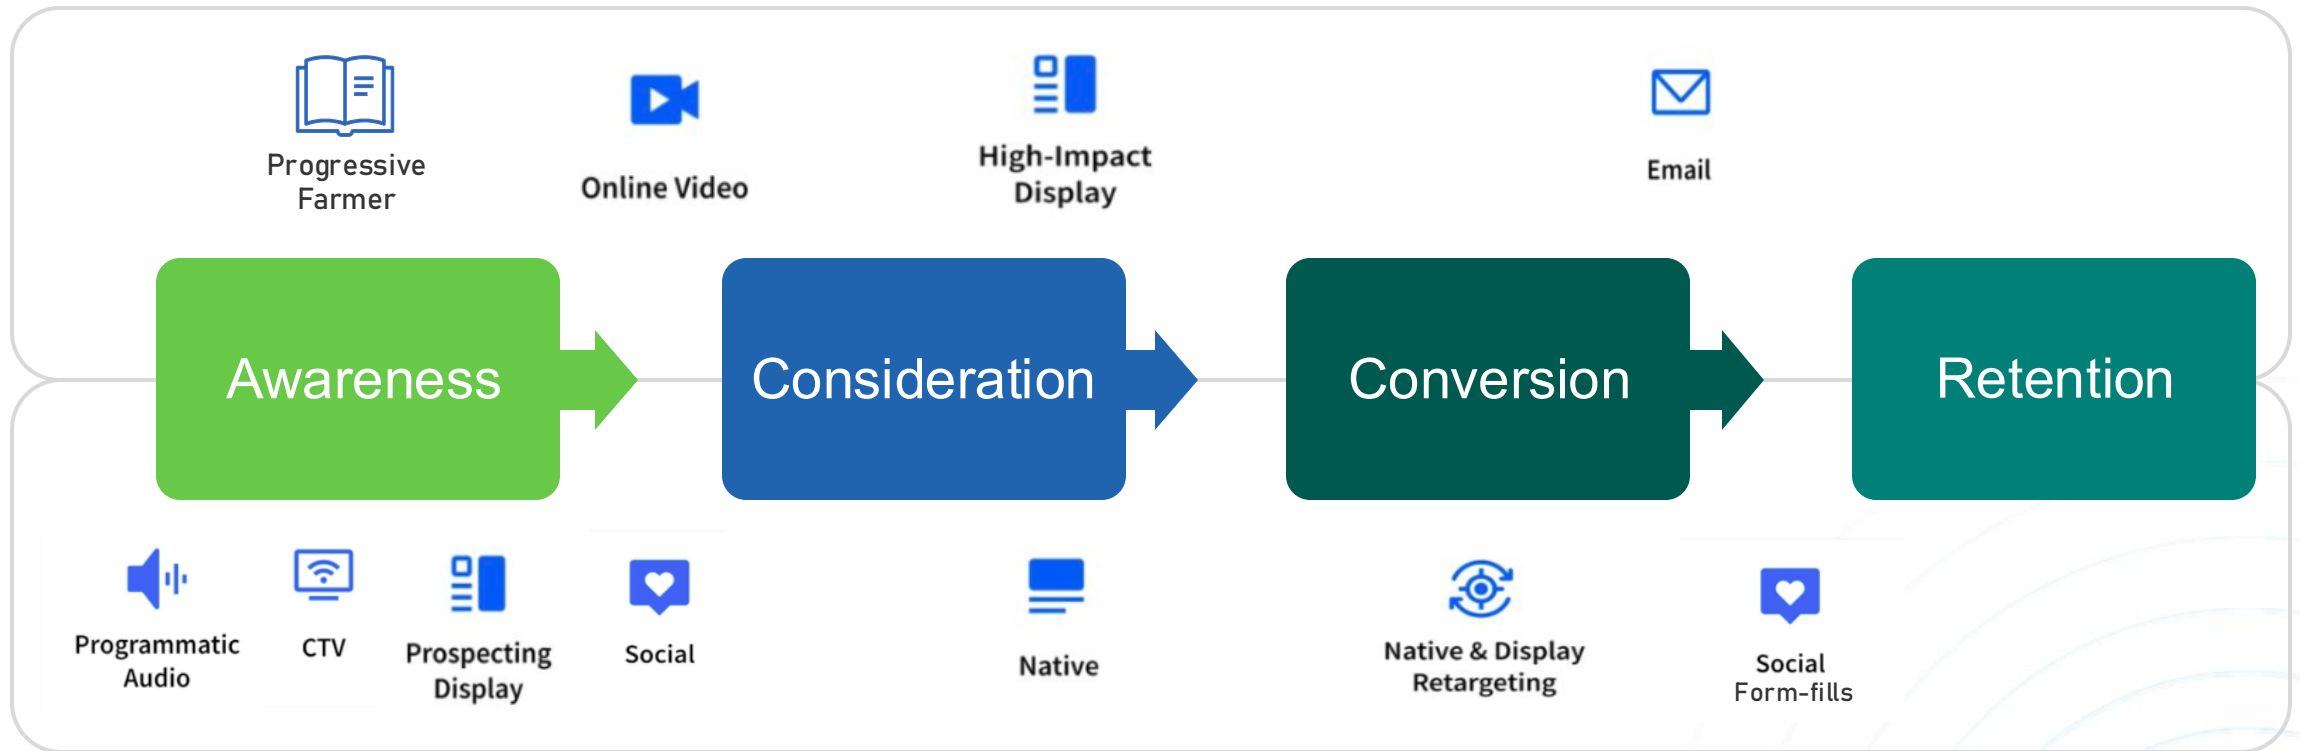 Progressive
Farmer
Online Video
High-Impact
Display
Email
Awareness
Consideration
Conversion
Retention
Programmatic
Audio
CTV
Prospecting
Display
Social
Native
Native & Display
Retargeting
Social
Form-fills